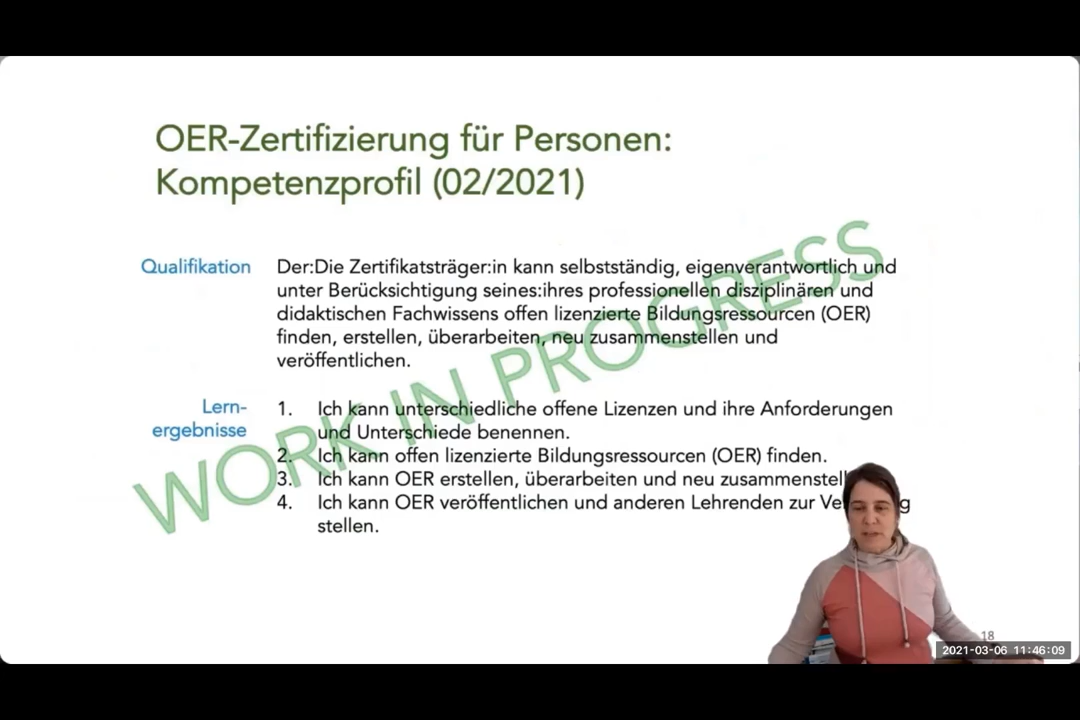 OER-Zertifizierung für Personen:
Kompetenzprofil (02/2021)
Qualifikation
Der:Die Zertifikatsträger:in kann selbstständig, eigenverantwortlich und
unter Berücksichtigung seines:ihres professionellen disziplinären und
didaktischen Fachwissens offen lizenzierte Bildungsressourcen (OER)
finden, erstellen, überarbeiten, neu zusammenstellen und
veröffentlichen.
Lern-
ergebnisse
1. Ich kann unterschiedliche offene Lizenzen und ihre Anforderungen
und Unterschiede benennen.
2. Ich kann offen lizenzierte Bildungsressourcen (OER) finden.
3. Ich kann OER erstellen, überarbeiten und neu
4. Ich kann OER veröffentlichen und anderen Lehrenden zur
stellen.
WORK IN PROGRESS
18
2021-03-06 11:46:09